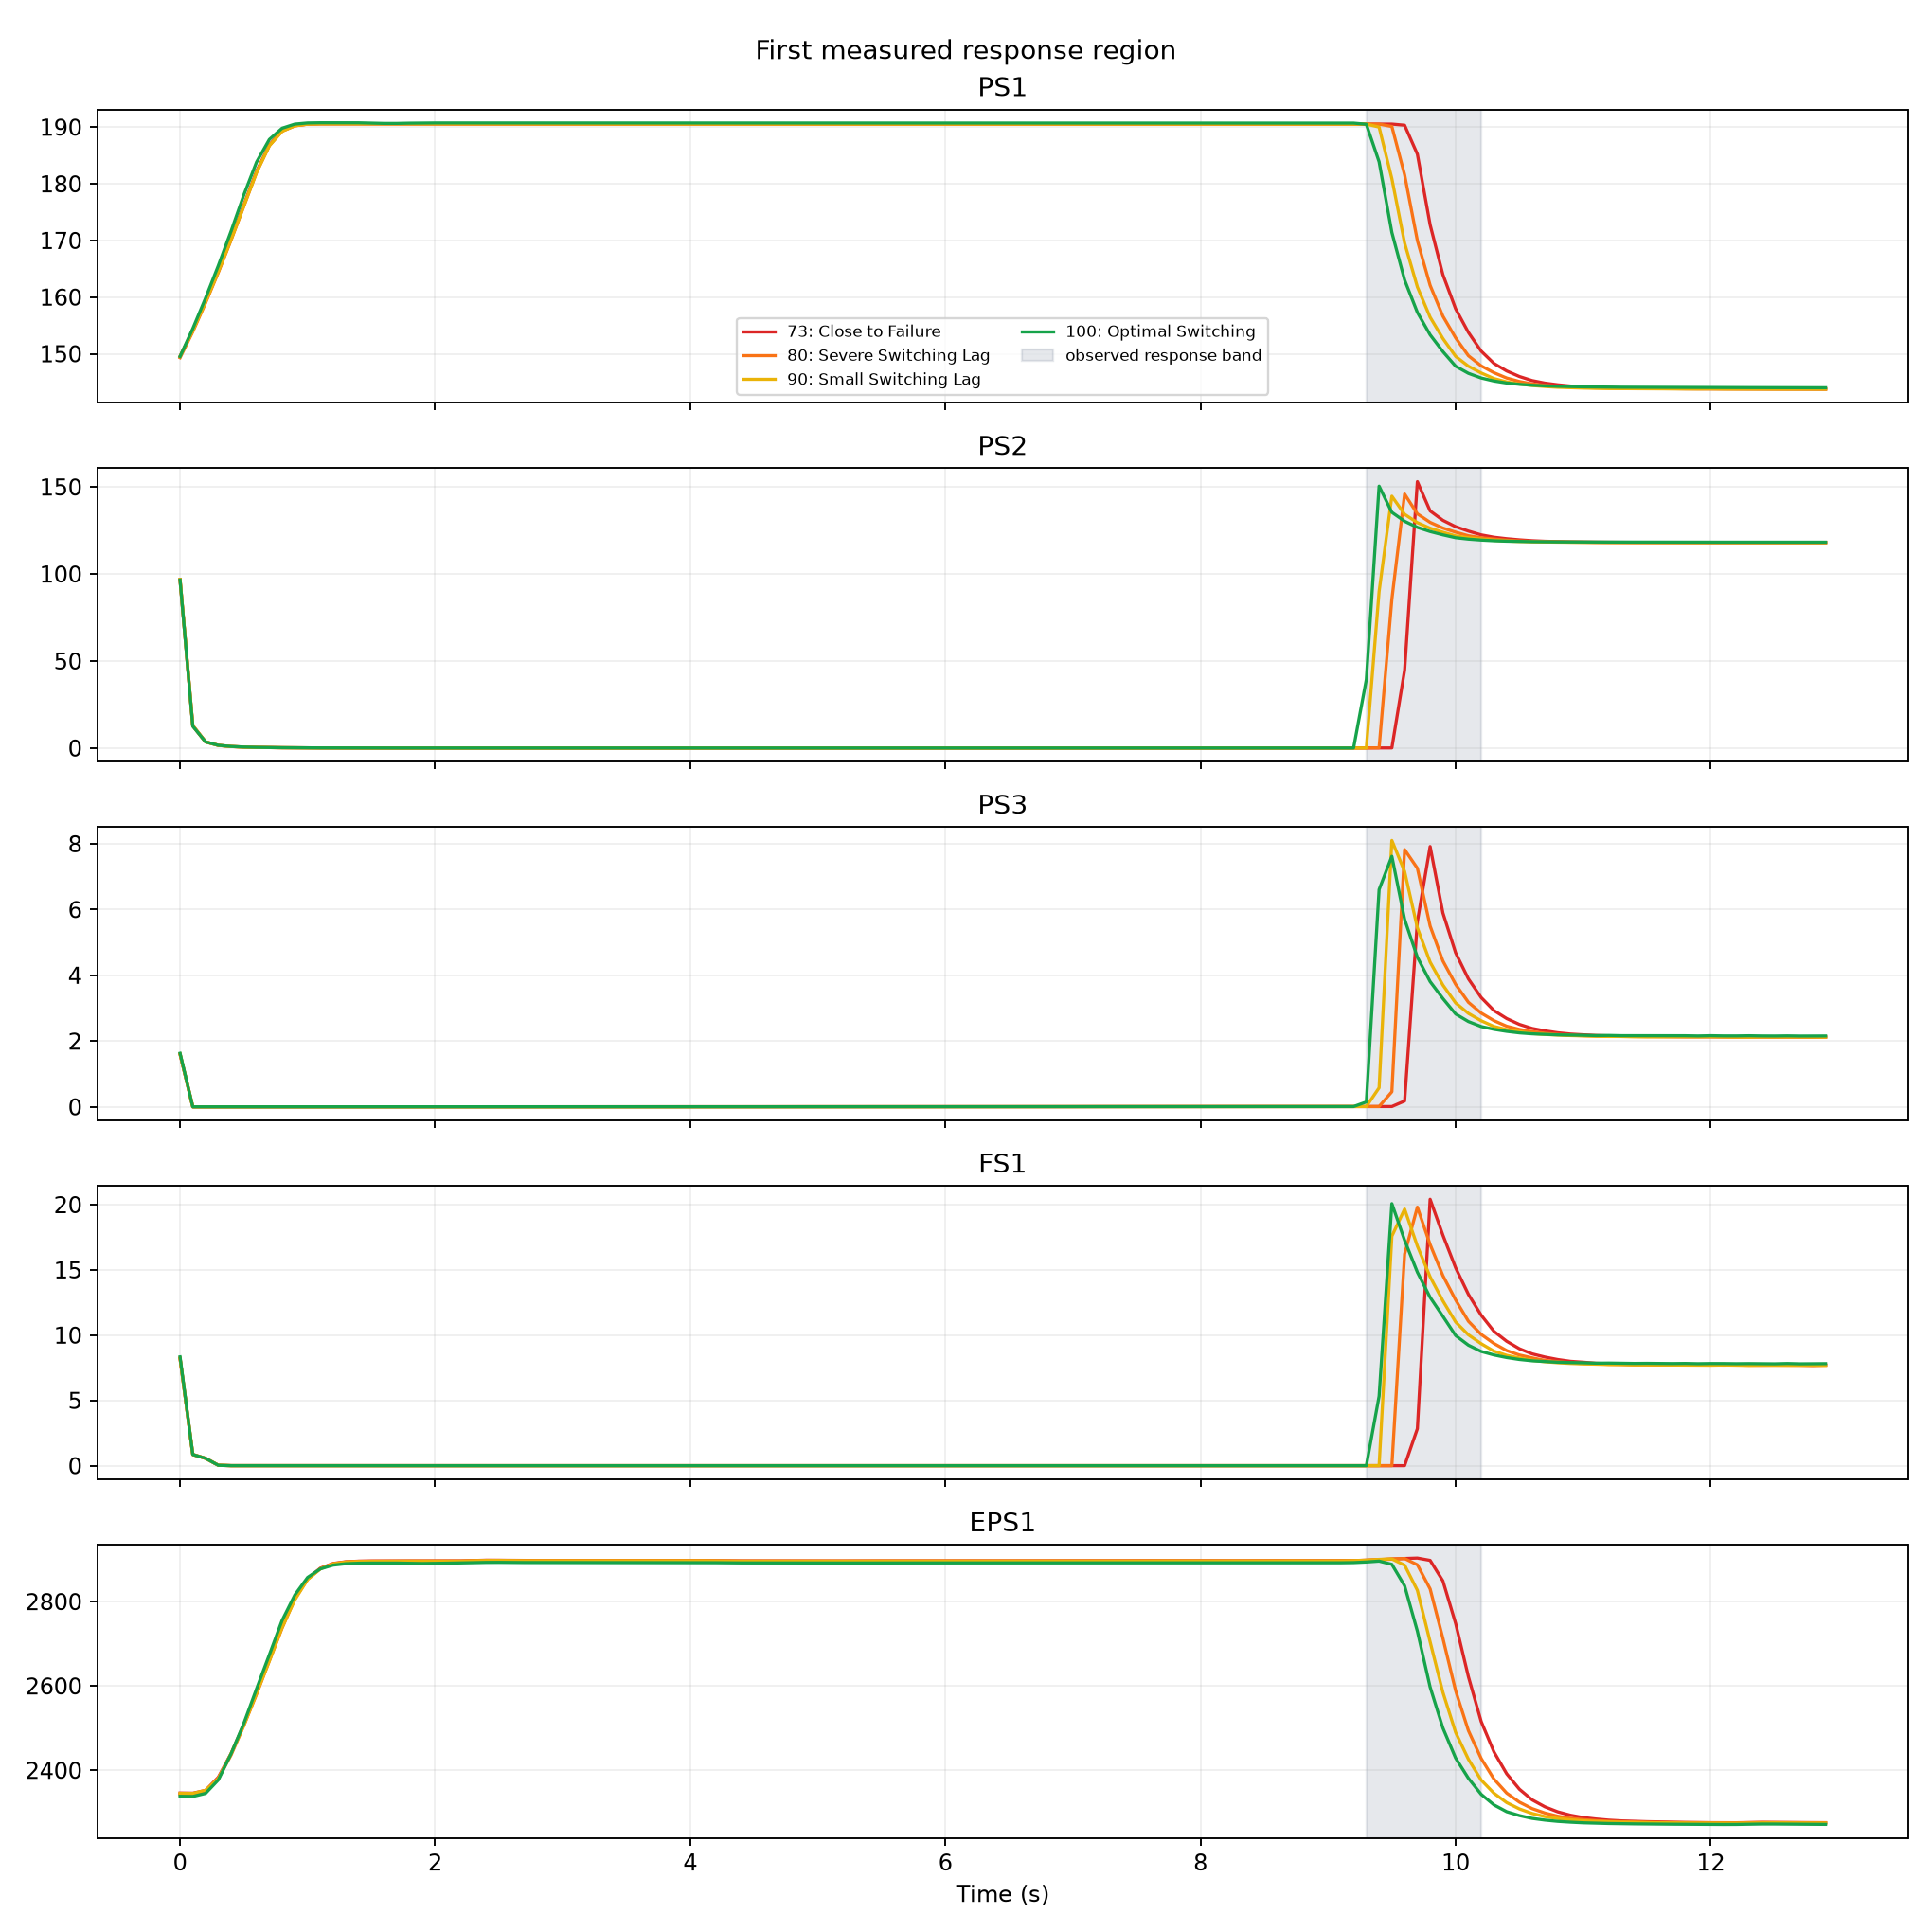 First measured response region
PS1
190
180
170
160
150
73: Close to Failure
80: Severe Switching Lag
90: Small Switching Lag
100: Optimal Switching
observed response band
PS2
150
100
50
0
PS3
8
6
4
2
0
FS1
20
15
10
5
0
EPS1
2800
2600
2400
0 2 4 6 8 10 12
Time (s)